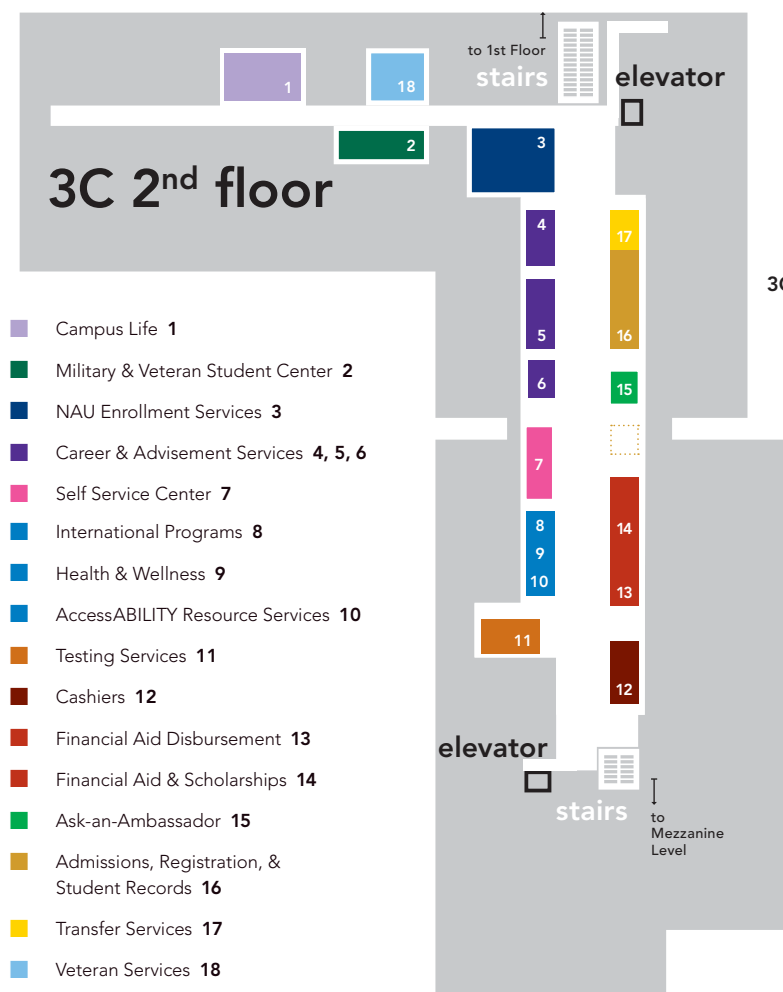 to 1st Floor
stairs
elevator
1
18
2
3
3C 2nd floor
4
17
3C
5
16
6
15
7
8
14
9
10
13
11
12
elevator
stairs
to
Mezzanine
Level
Campus Life 1
Military & Veteran Student Center 2
NAU Enrollment Services 3
Career & Advisement Services 4, 5, 6
Self Service Center 7
International Programs 8
Health & Wellness 9
AccessABILITY Resource Services 10
Testing Services 11
Cashiers 12
Financial Aid Disbursement 13
Financial Aid & Scholarships 14
Ask-an-Ambassador 15
Admissions, Registration, &
Student Records 16
Transfer Services 17
Veteran Services 18